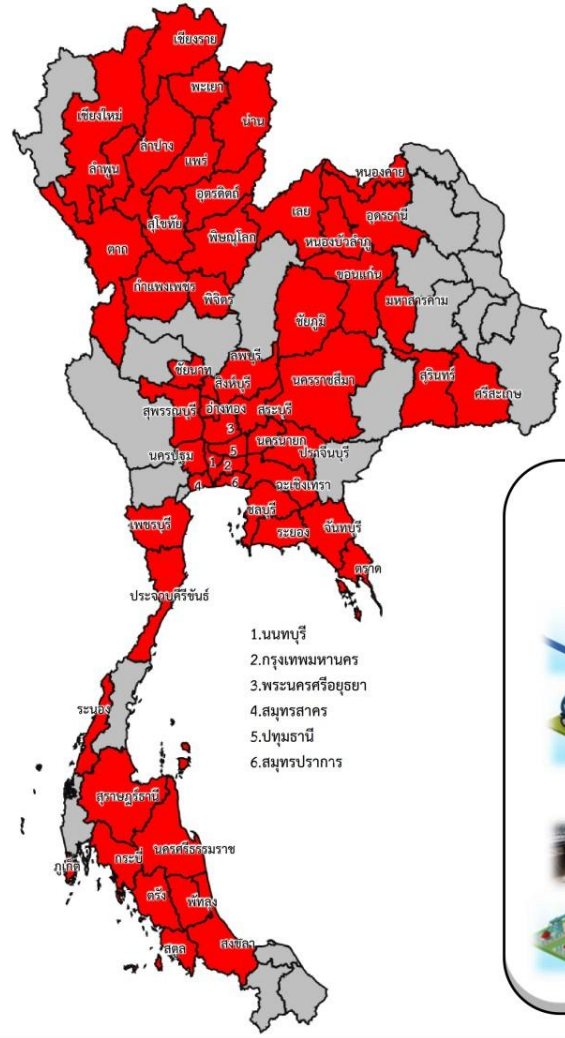 เชียงราย
พะเยา
เชียงใหม่
น่าน
ลำปาง
แพร่
ลำพูน
อุตรดิตถ์
หนองคาย
เลย
อุดรธานี
สุโขทัย
พิษณุโลก
หนองบัวลำภู
ตาก
ขอนแก่น
กำแพงเพชร
พิจิตร
มหาสารคาม
ชัยภูมิ
ลพบุรี
ชัยนาท
สิงห์บุรี
นครราชสีมา
สุรินทร์
ศรีสะเกษ
สุพรรณบุรี
อ่างทอง
สระบุรี
3
นครนายก
ปราจีนบุรี
นครปฐม
5
1
2
ฉะเชิงเทรา
4
6
ชลบุรี
เพชรบุรี
ระยอง
จันทบุรี
ตราด
ประจวบคีรีขันธ์
1.นนทบุรี
2.กรุงเทพมหานคร
3.พระนครศรีอยุธยา
4.สมุทรสาคร
5.ปทุมธานี
6.สมุทรปราการ
ระนอง
สุราษฎร์ธานี
นครศรีธรรมราช
กระบี่
ภูเก็ต
ตรัง
พัทลุง
สตูล
สงขลา